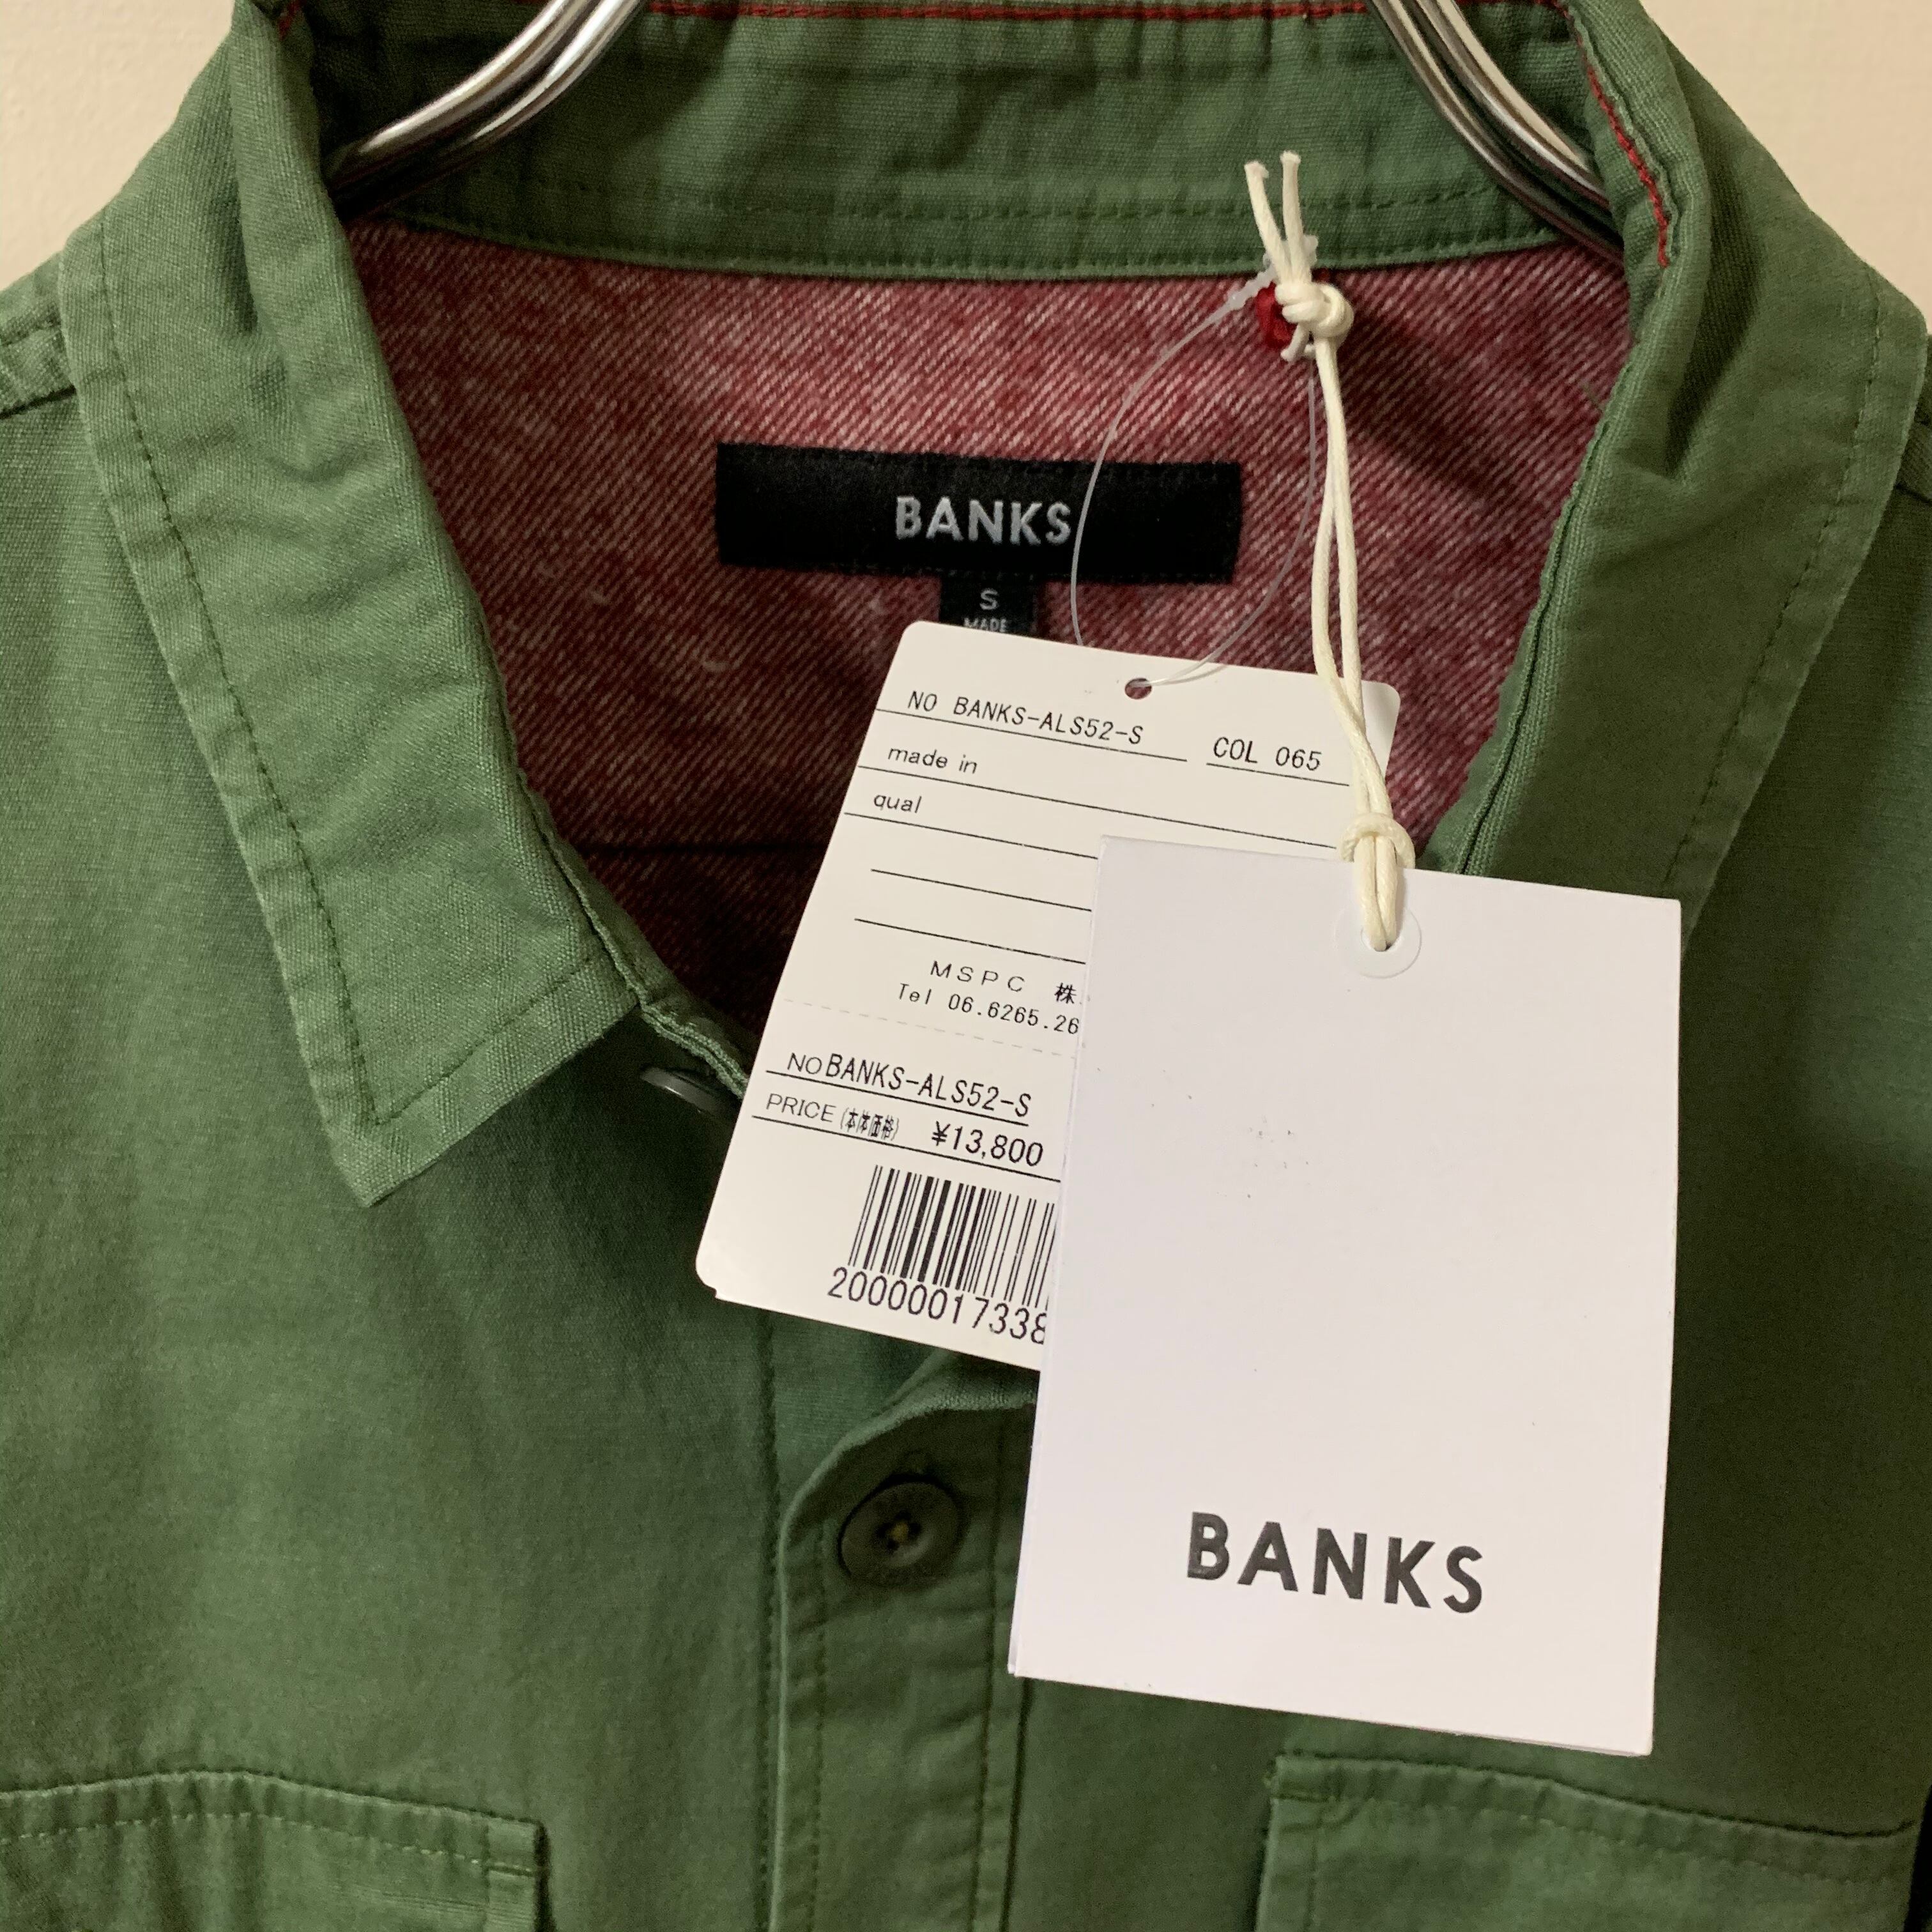 BANKS
S
MADE
NO BANKS-ALS52-S COL 065
made in
qual
MSPC 株
Tel 06.6265.26
NO BANKS-ALS52-S
PRICE (本体価格) ¥13,800
20000017338
BANKS